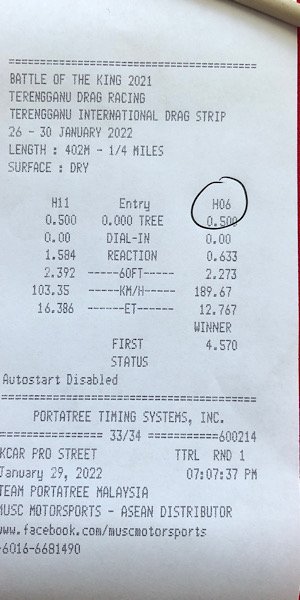 ================================
BATTLE OF THE KING 2021
TERENGGANU DRAG RACING
TERENGGANU INTERNATIONAL DRAG STRIP
26 - 30 JANUARY 2022
LENGTH : 402M - 1/4 MILES
SURFACE : DRY
H11 Entry H06
0.500 0.000 TREE 0.500
0.00 DIAL-IN 0.00
1.584 REACTION 0.633
2.392 ------60FT----- 2.273
103.35 -----KM/H------ 189.67
16.386 ------ET------ 12.767
WINNER
FIRST 4.570
STATUS
Autostart Disabled
================================
PORTATREE TIMING SYSTEMS, INC.
=============== 33/34 ===========600214
KCAR PRO STREET TTRL RND 1
January 29, 2022 07:07:37 PM
TEAM PORTATREE MALAYSIA
MUSC MOTORSPORTS - ASEAN DISTRIBUTOR
www.facebook.com/muscmotorsports
-6016-6681490